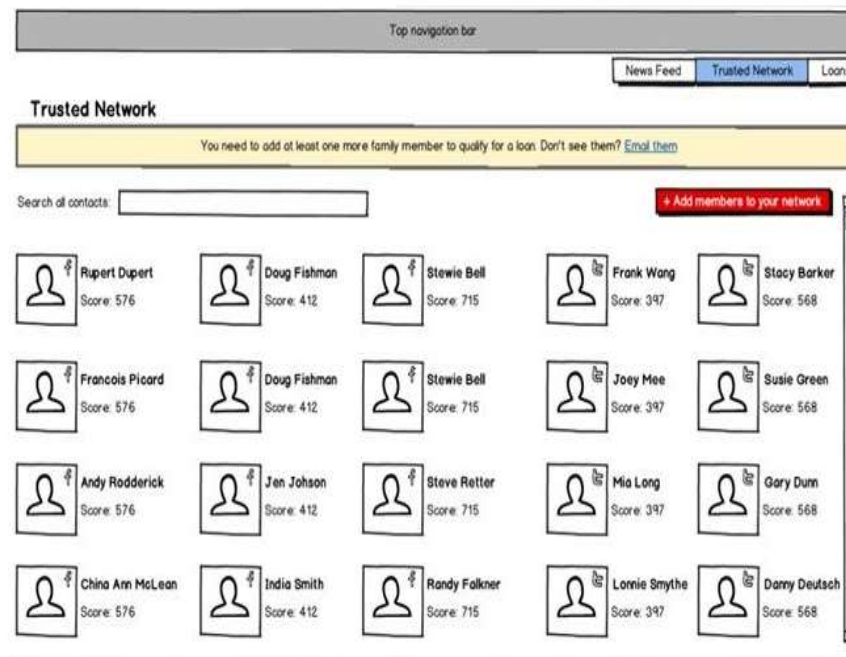 Top navigation bar
News Feed Trusted Network Loans
Trusted Network
You need to add at least one more family member to qualify for a loan. Don't see them? Email them
Search all contacts:
+ Add members to your network
Rupert Dupert Doug Fishman Stewie Bell Frank Wang Stacy Barker
Score: 576 Score: 412 Score: 715 Score: 397 Score: 568
Francois Picard Doug Fishman Stewie Bell Joey Mee Susie Green
Score: 576 Score: 412 Score: 715 Score: 397 Score: 568
Andy Rodderick Jen Johson Steve Retter Mia Long Gary Dunn
Score: 576 Score: 412 Score: 715 Score: 397 Score: 568
China Ann McLean India Smith Randy Falkner Lonnie Smythe Danny Deutsch
Score: 576 Score: 412 Score: 715 Score: 397 Score: 568